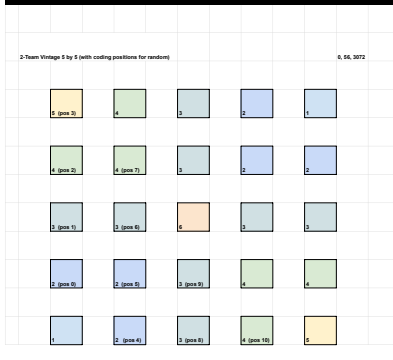 2-Team Vintage 5 by 5 (with coding positions for random) 0, 56, 3072
5 (pos 3) 4 3 2 1
4 (pos 2) 4 (pos 7) 3 2 2
3 (pos 1) 3 (pos 6) 6 3 3
2 (pos 0) 2 (pos 5) 3 (pos 9) 4 4
1 2 (pos 4) 3 (pos 8) 4 (pos 10) 5